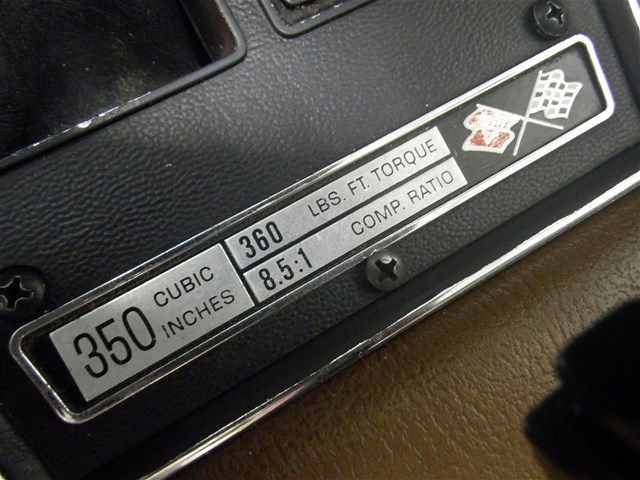 350 CUBIC INCHES
360 LBS. FT. TORQUE
8.5:1 COMP. RATIO